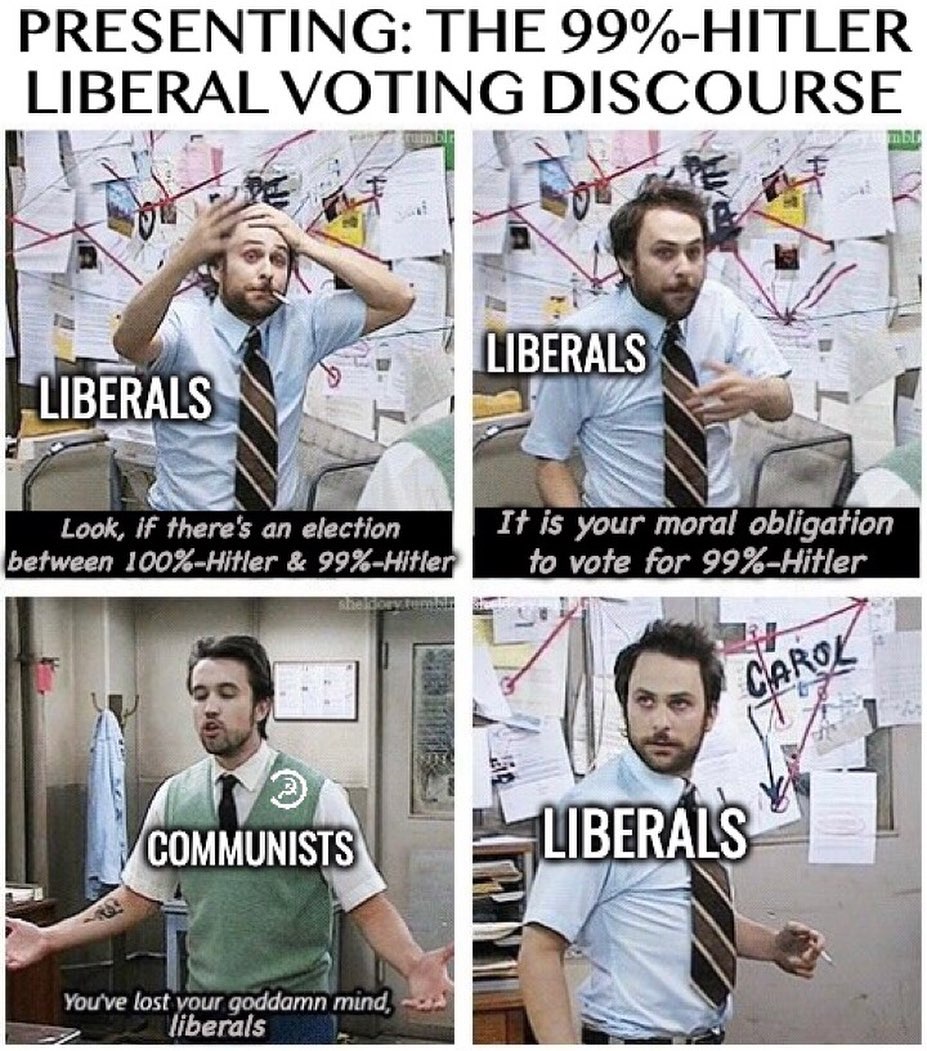 PRESENTING: THE 99%-HITLER
LIBERAL VOTING DISCOURSE
LIBERALS
Look, if there's an election
between 100%-Hitler & 99%-Hitler
LIBERALS
It is your moral obligation
to vote for 99%-Hitler
COMMUNISTS
You've lost your goddamn mind,
liberals
CAROL
LIBERALS